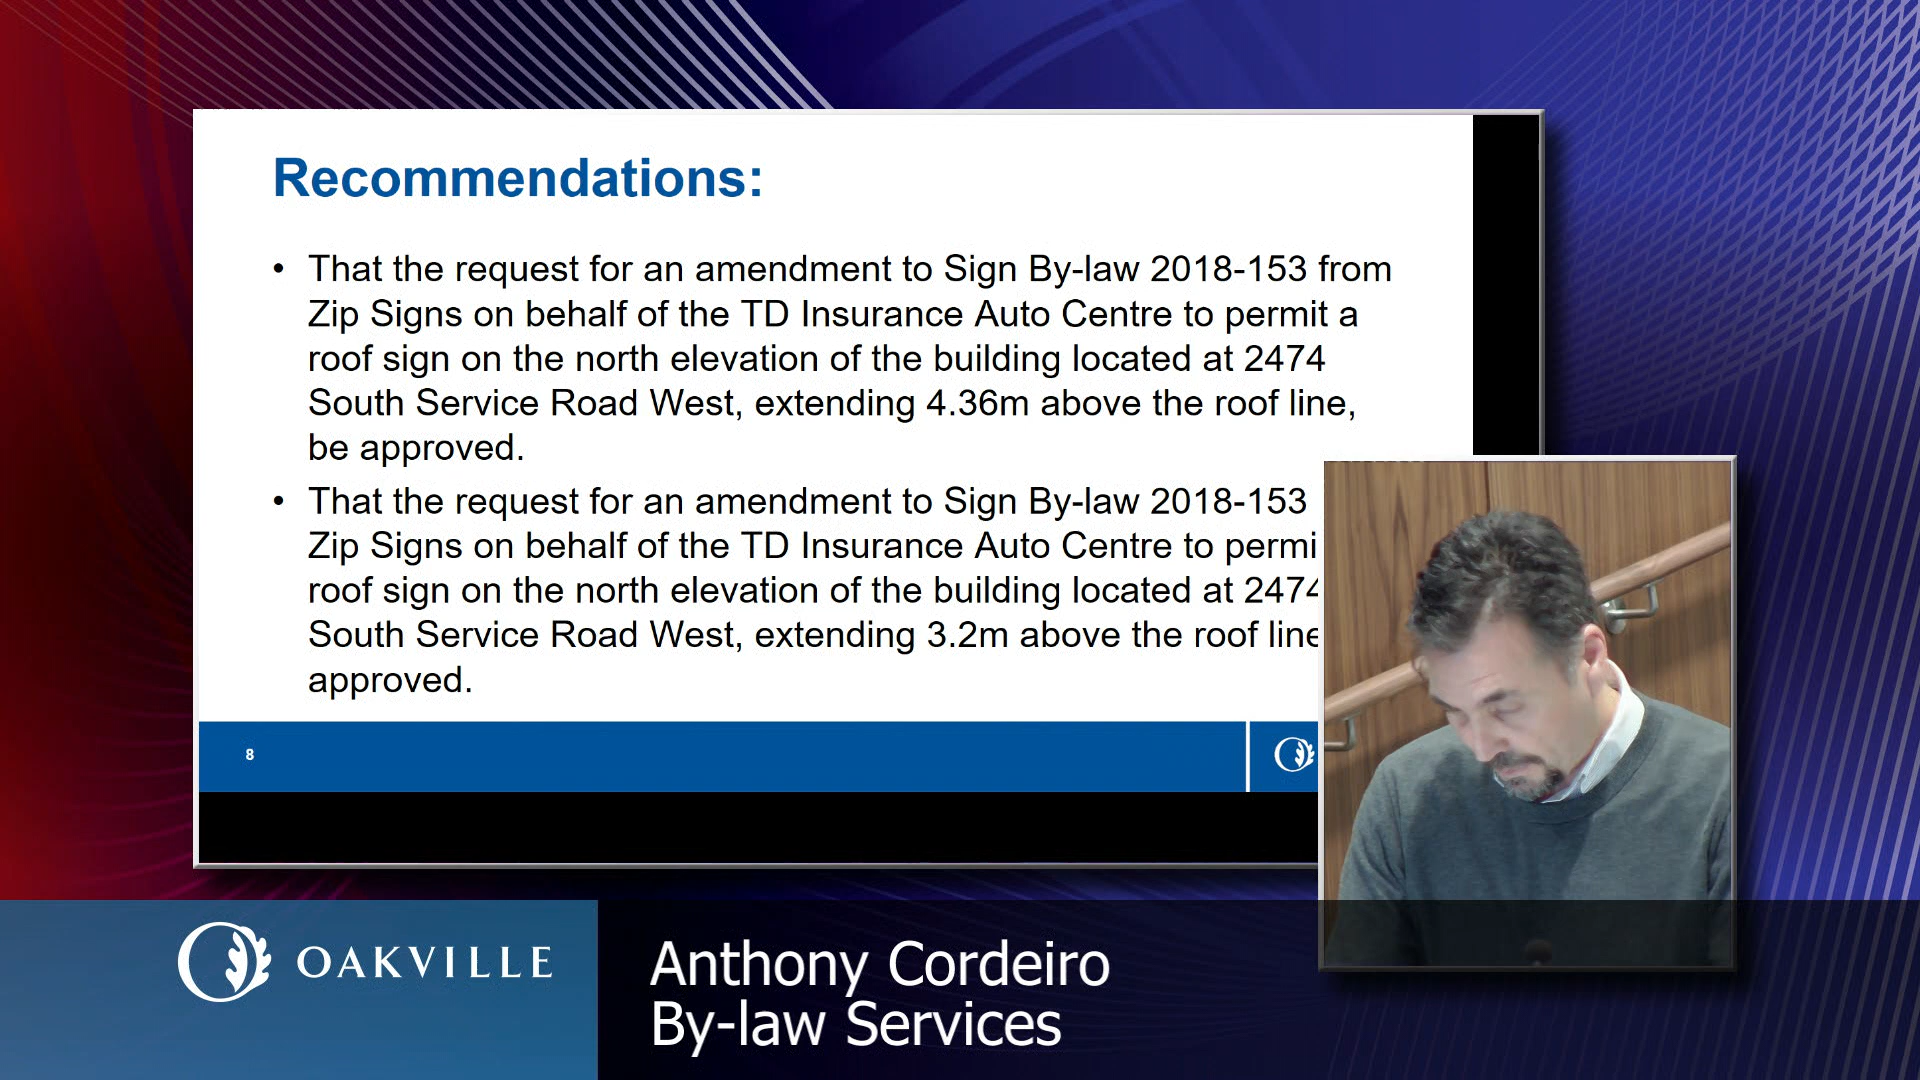 Recommendations:
• That the request for an amendment to Sign By-law 2018-153 from
Zip Signs on behalf of the TD Insurance Auto Centre to permit a
roof sign on the north elevation of the building located at 2474
South Service Road West, extending 4.36m above the roof line,
be approved.
• That the request for an amendment to Sign By-law 2018-153
Zip Signs on behalf of the TD Insurance Auto Centre to permi
roof sign on the north elevation of the building located at 2474
South Service Road West, extending 3.2m above the roof line
approved.
8
OAKVILLE
Anthony Cordeiro
By-law Services